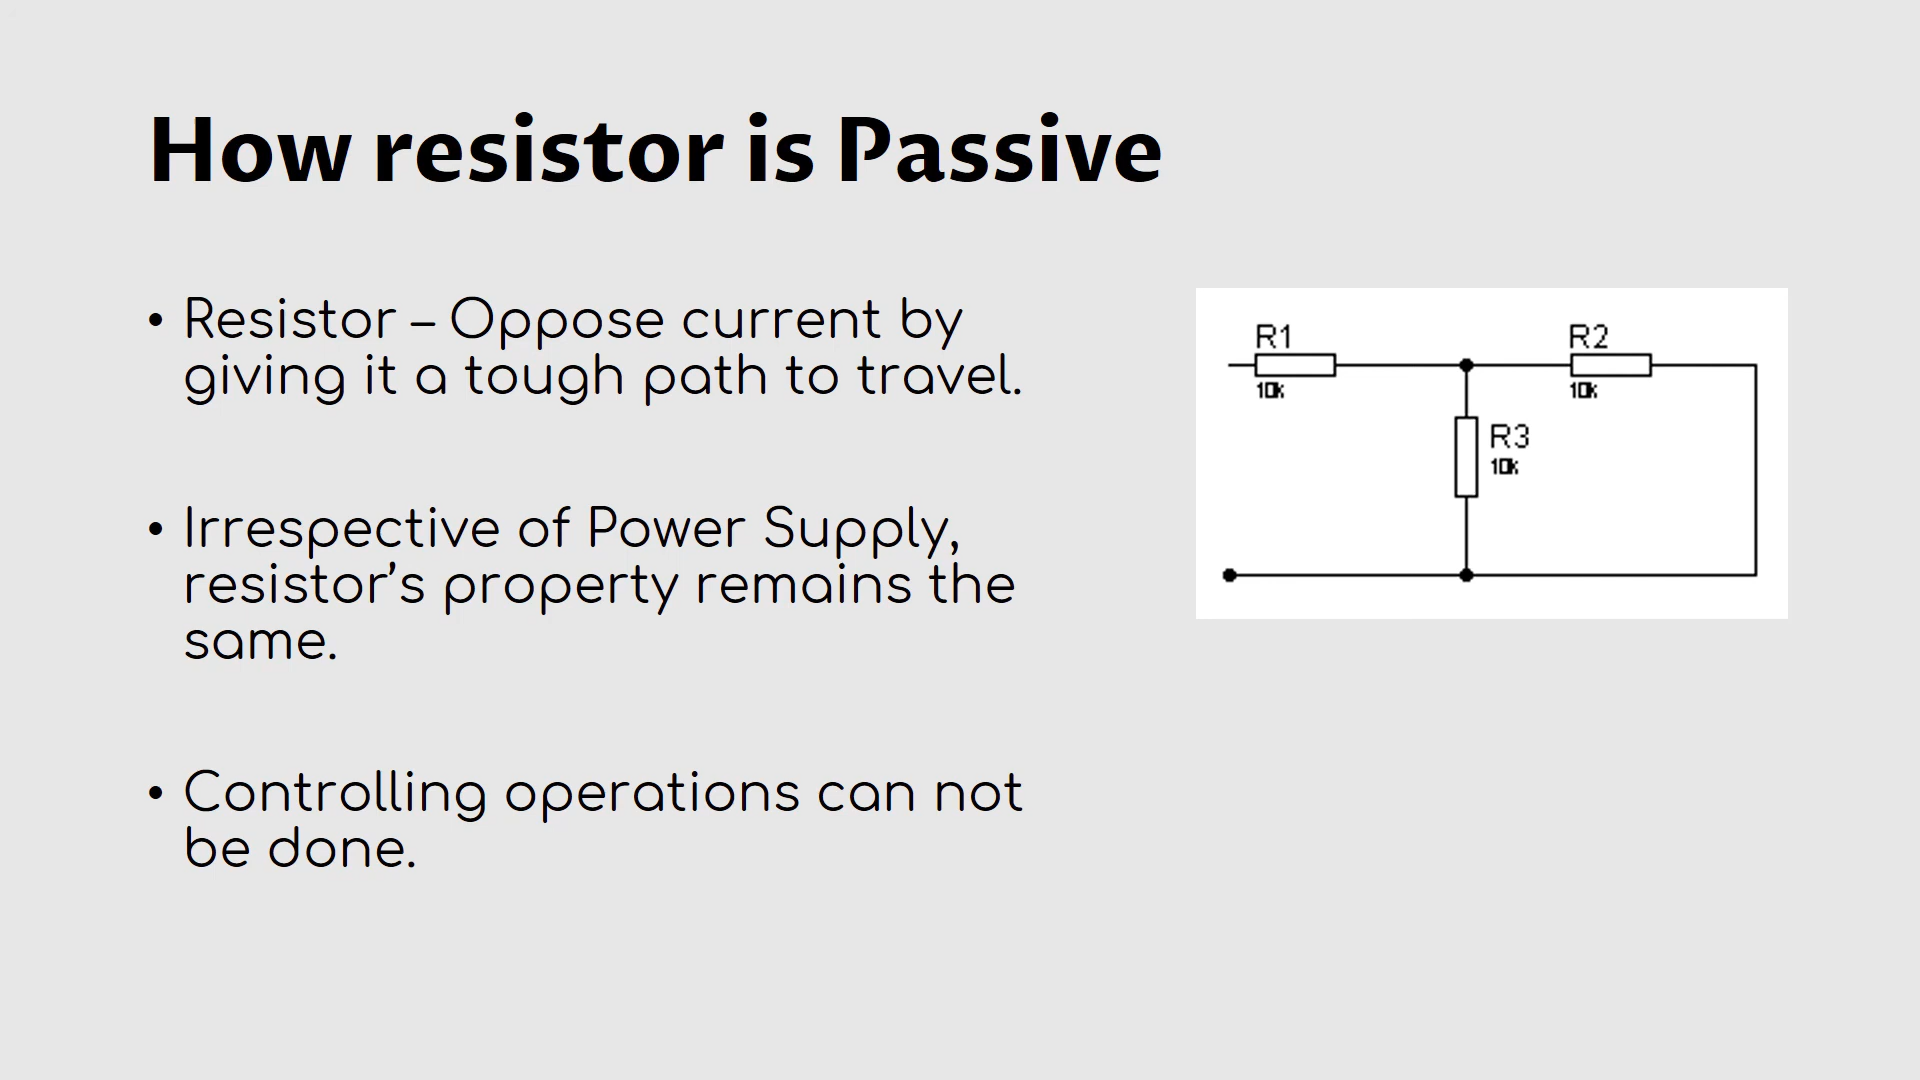 How resistor is Passive
• Resistor – Oppose current by
giving it a tough path to travel.
• Irrespective of Power Supply,
resistor’s property remains the
same.
• Controlling operations can not
be done.
R1
10k
R2
10k
R3
10k